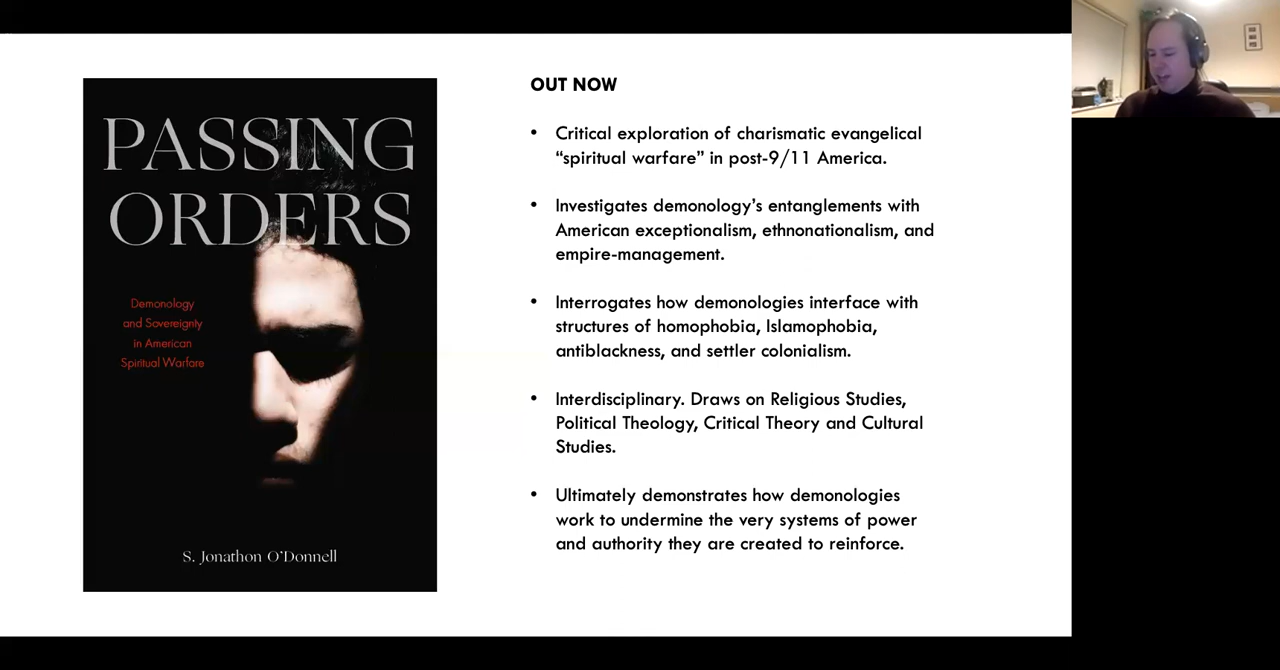 PASSING
ORDERS
Demonology
and Sovereignty
in American
Spiritual Warfare
S. Jonathon O’Donnell
OUT NOW
• Critical exploration of charismatic evangelical
“spiritual warfare” in post-9/11 America.
• Investigates demonology’s entanglements with
American exceptionalism, ethnonationalism, and
empire-management.
• Interrogates how demonologies interface with
structures of homophobia, Islamophobia,
antiblackness, and settler colonialism.
• Interdisciplinary. Draws on Religious Studies,
Political Theology, Critical Theory and Cultural
Studies.
• Ultimately demonstrates how demonologies
work to undermine the very systems of power
and authority they are created to reinforce.